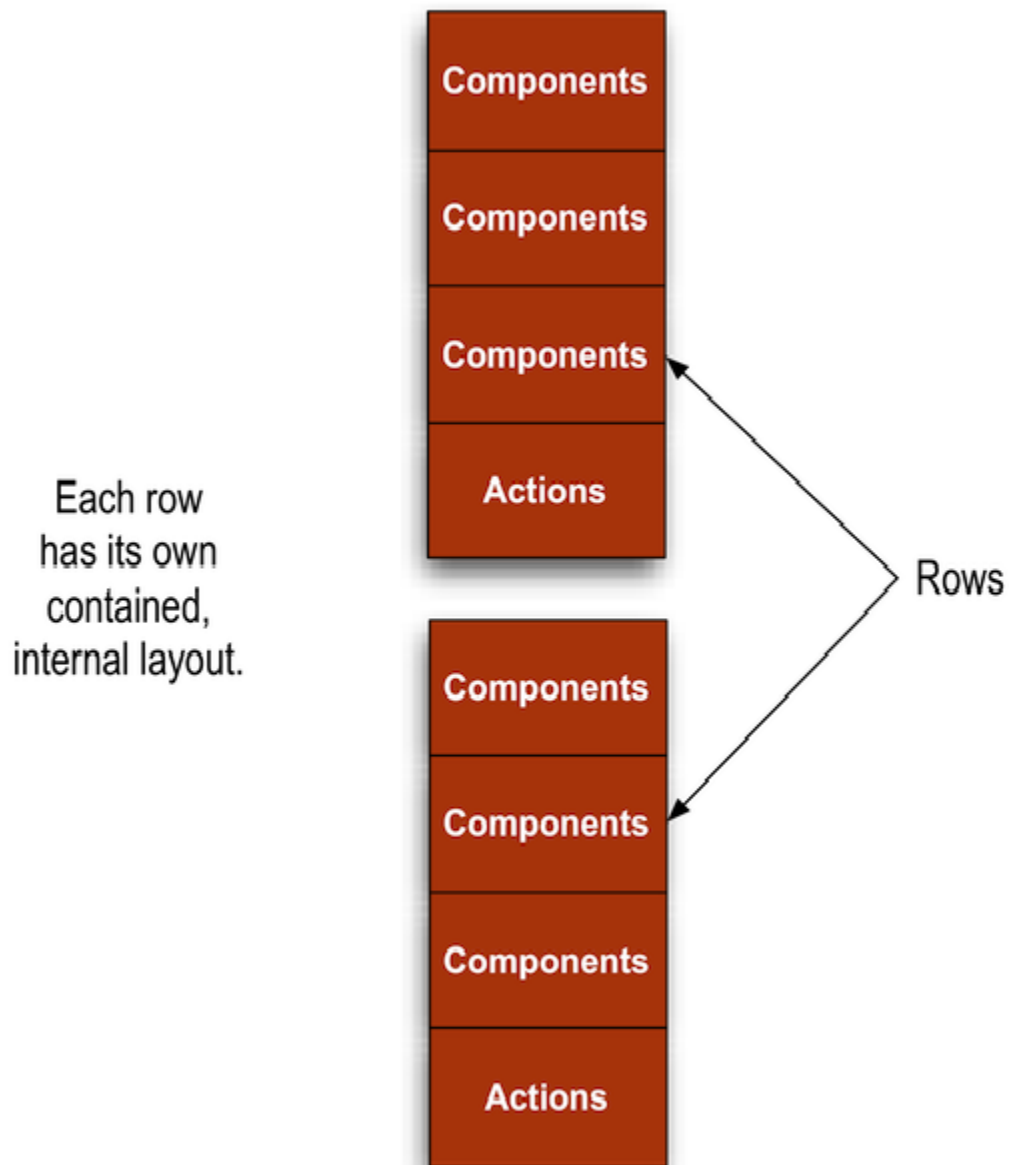 Components
Components
Components
Actions
Each row
has its own
contained,
internal layout.
Rows
Components
Components
Components
Actions